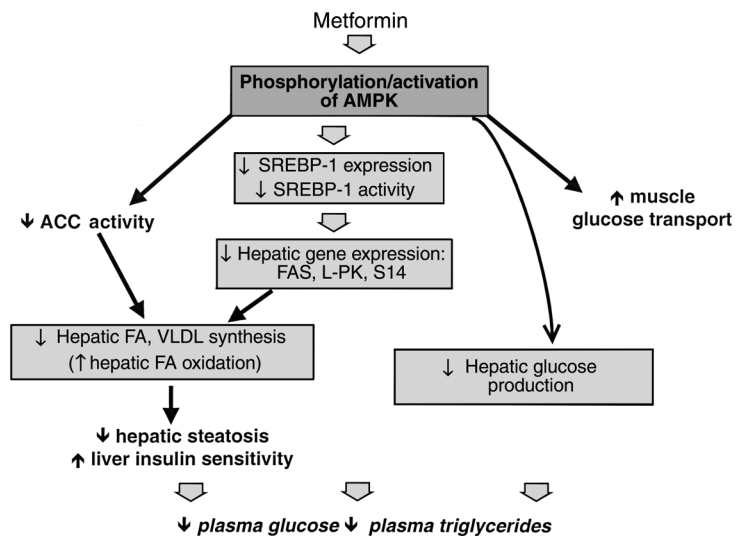 Metformin
Phosphorylation/activation
of AMPK
↓ SREBP-1 expression
↓ SREBP-1 activity
↓ ACC activity
↑ muscle
glucose transport
↓ Hepatic gene expression:
FAS, L-PK, S14
↓ Hepatic FA, VLDL synthesis
(↑hepatic FA oxidation)
↓ Hepatic glucose
production
↓ hepatic steatosis
↑ liver insulin sensitivity
↓ plasma glucose ↓ plasma triglycerides